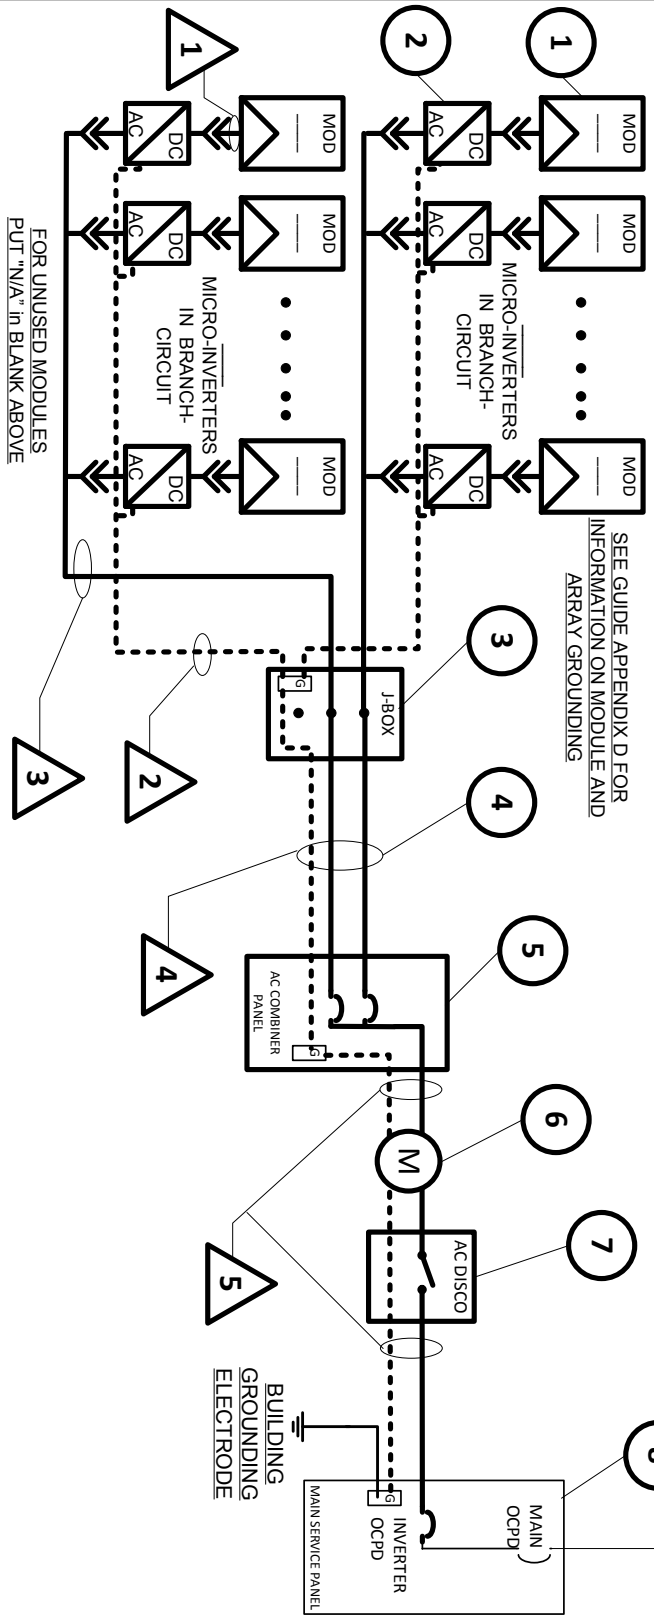 1
2
MOD
MOD
MOD
DC
AC
DC
AC
DC
AC
MICRO-INVERTERS
IN BRANCH-
CIRCUIT
SEE GUIDE APPENDIX D FOR
INFORMATION ON MODULE AND
ARRAY GROUNDING
1
MOD
MOD
MOD
DC
AC
DC
AC
DC
AC
MICRO-INVERTERS
IN BRANCH-
CIRCUIT
FOR UNUSED MODULES
PUT "N/A" in BLANK ABOVE
3
J-BOX
G
2
3
4
4
5
AC COMBINER
PANEL
G
6
M
7
AC DISCO
5
BUILDING
GROUNDING
ELECTRODE
MAIN
OCPD
INVERTER
OCPD
G
MAIN SERVICE PANEL